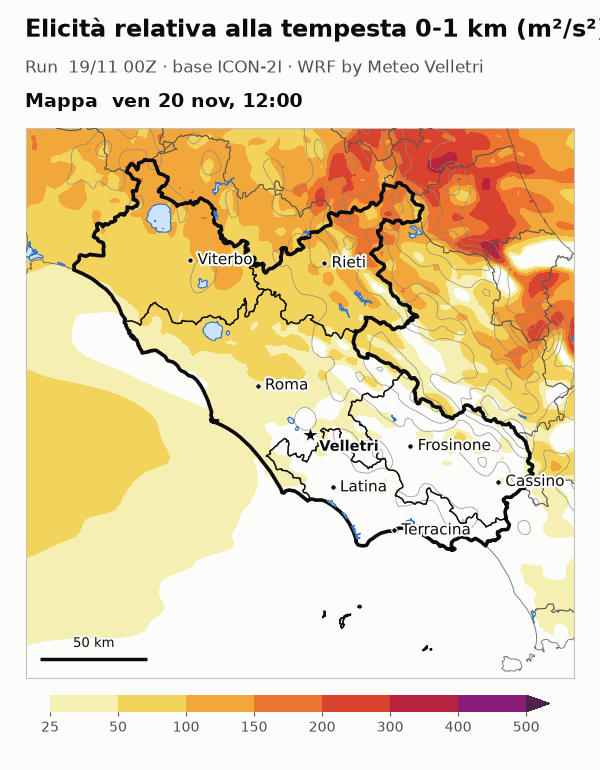 Elicità relativa alla tempesta 0-1 km (m²/s²)
Run  19/11 00Z · base ICON-2I · WRF by Meteo Velletri
Mappa  ven 20 nov, 12:00
Viterbo
Rieti
Roma
Velletri
Frosinone
Latina
Cassino
Terracina
50 km
25 50 100 150 200 300 400 500